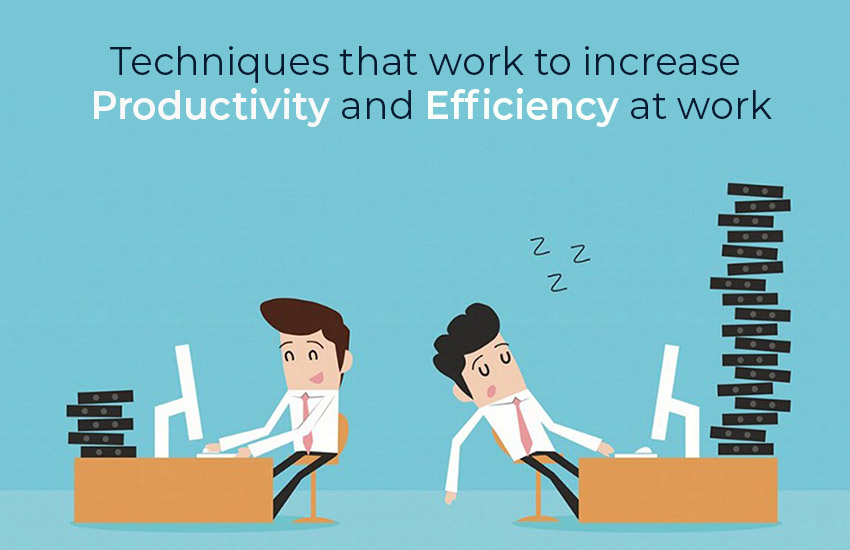 Techniques that work to increase
Productivity and Efficiency at work
z z
z